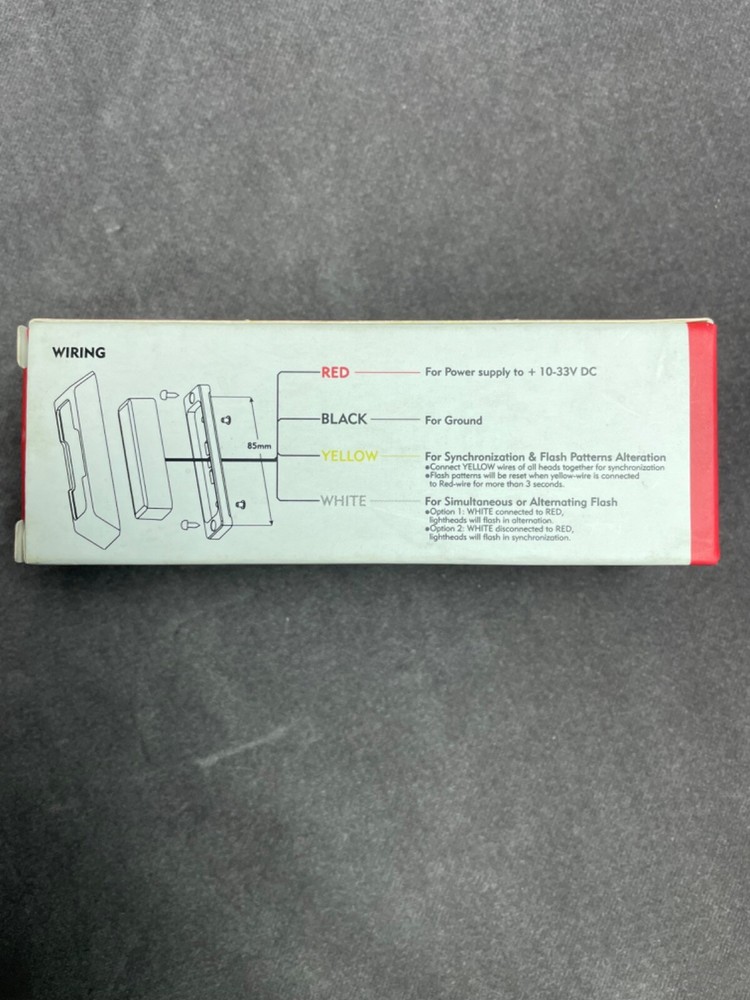 WIRING
RED For Power supply to + 10-33V DC
BLACK For Ground
85mm
YELLOW For Synchronization & Flash Patterns Alteration
●Connect YELLOW wires of all heads together for synchronization
●Flash patterns will be reset when yellow-wire is connected
to Red-wire for more than 3 seconds.
WHITE For Simultaneous or Alternating Flash
●Option 1: WHITE connected to RED,
lightheads will flash in alternation.
●Option 2: WHITE disconnected to RED,
lightheads will flash in synchronization.